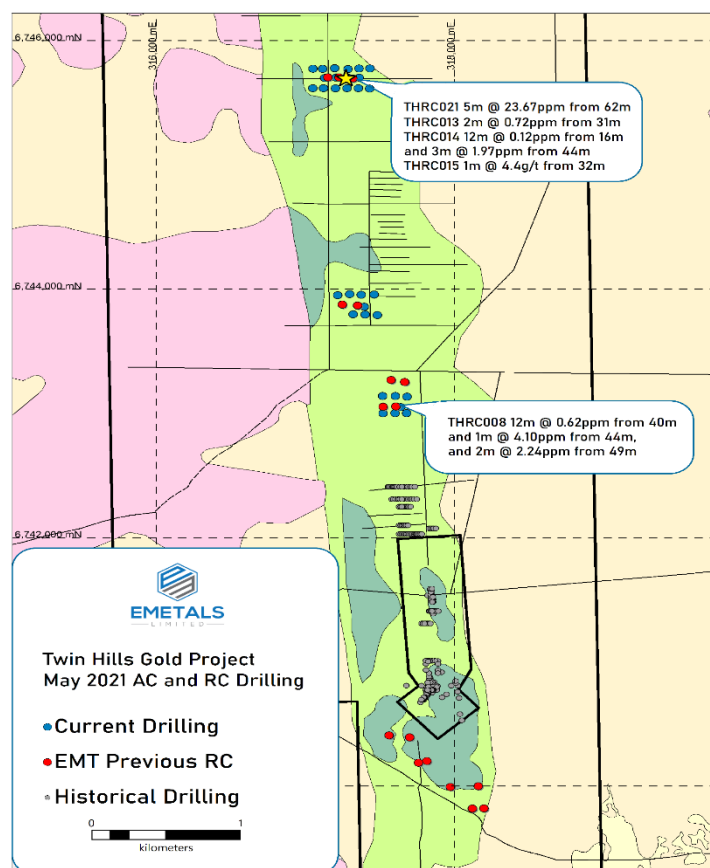 6,746,000 mN
316,000 mE
318,000 mE
THRC021 5m @ 23.67ppm from 62m
THRC013 2m @ 0.72ppm from 31m
THRC014 12m @ 0.12ppm from 16m
and 3m @ 1.97ppm from 44m
THRC015 1m @ 4.4g/t from 32m
6,744,000 mN
THRC008 12m @ 0.62ppm from 40m
and 1m @ 4.10ppm from 44m,
and 2m @ 2.24ppm from 49m
6,742,000 mN
EMETALS
LIMITED
Twin Hills Gold Project
May 2021 AC and RC Drilling
Current Drilling
EMT Previous RC
Historical Drilling
0 1
kilometers